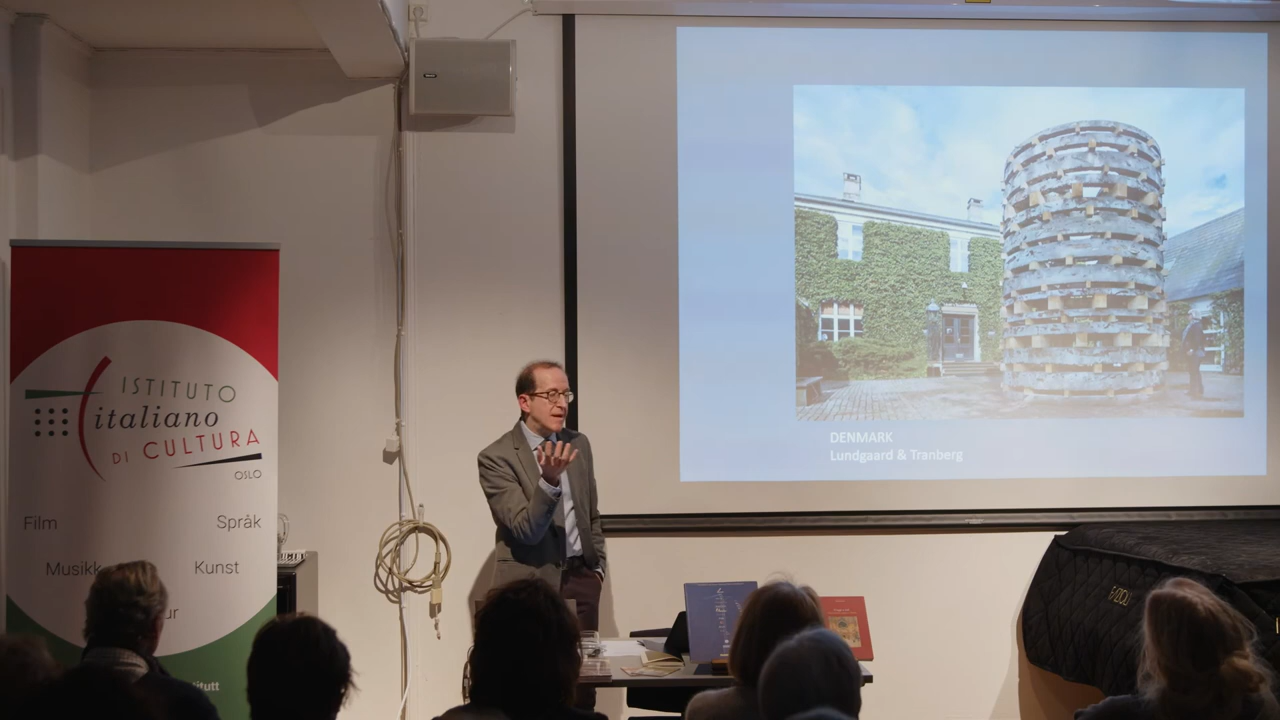 ISTITUTO
italiano
DI CULTURA
OSLO
Film Språk
Musikk Kunst
DENMARK
Lundgaard & Tranberg